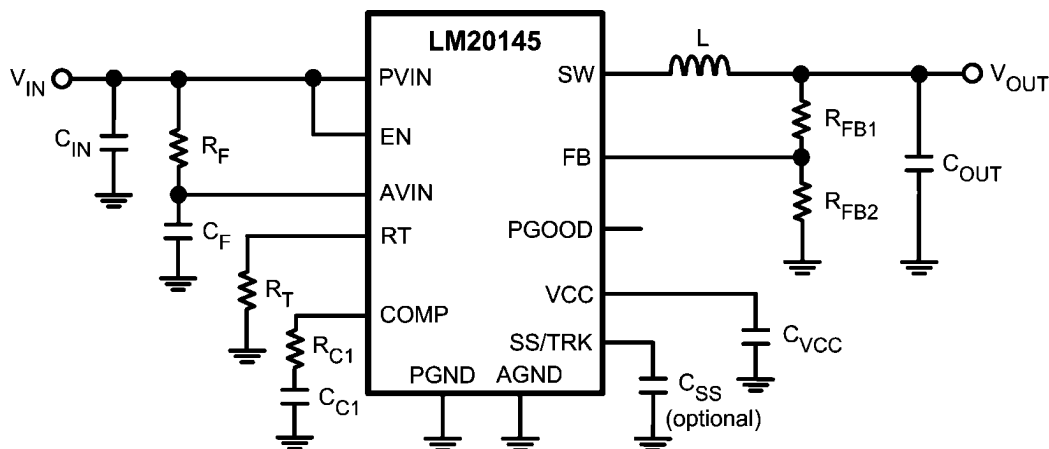 LM20145
L
VIN
PVIN
SW
VOUT
RFB1
CIN
RF
EN
FB
COUT
AVIN
RFB2
CF
RT
PGOOD
RT
VCC
COMP
RC1
SS/TRK
CVCC
PGND
AGND
CC1
CSS
(optional)